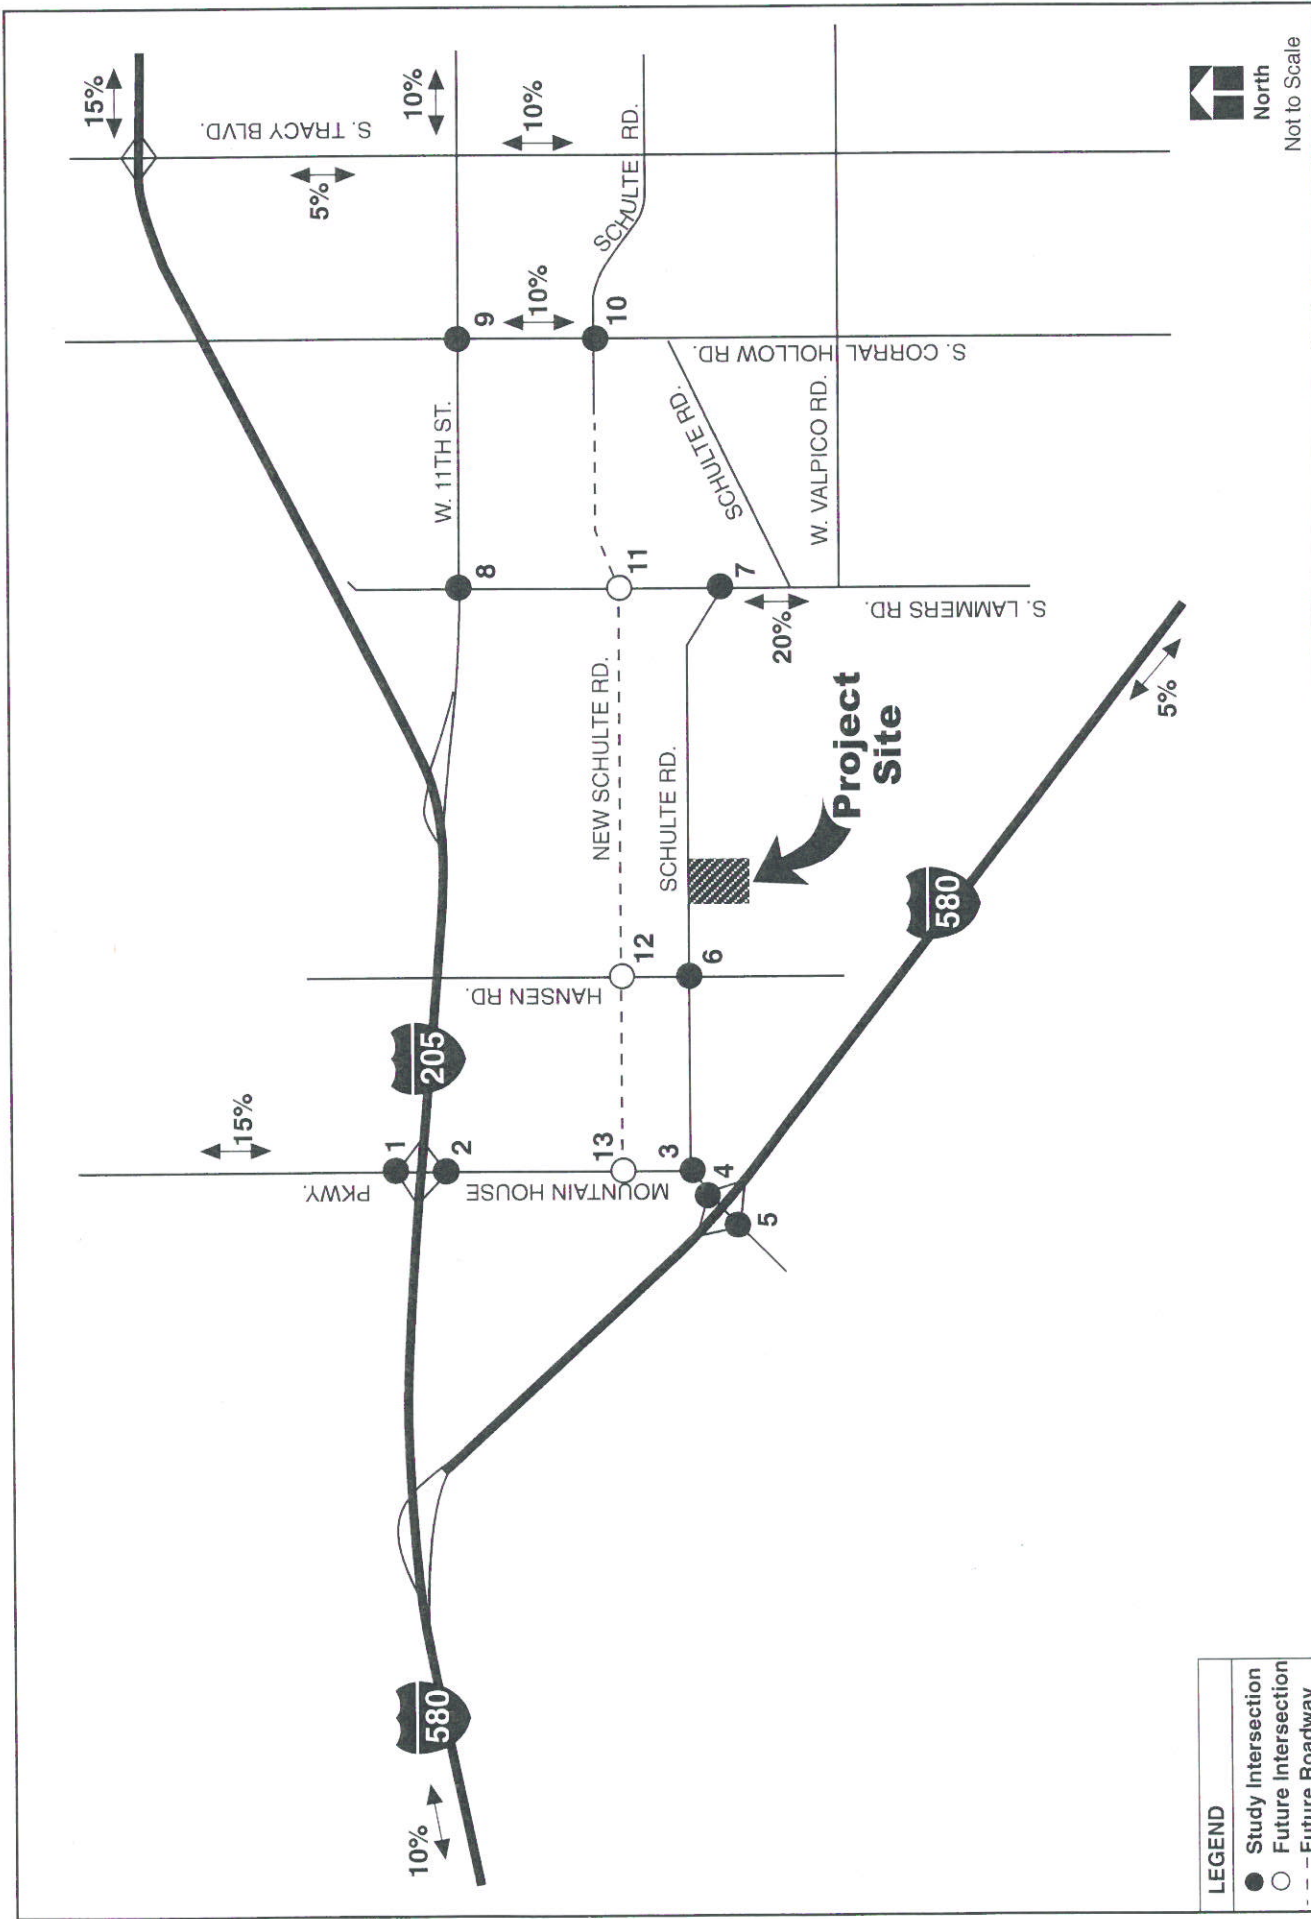 15%
S. TRACY BLVD.
5%
10%
10%
SCHULTE RD.
10%
9
10
S. CORRAL HOLLOW RD.
W. 11TH ST.
SCHULTE RD.
W. VALPICO RD.
8
11
7
S. LAMMERS RD.
20%
NEW SCHULTE RD.
SCHULTE RD.
Project
Site
5%
580
12
6
HANSEN RD.
205
15%
1
2
13
3
4
5
MOUNTAIN HOUSE
PKWY.
580
10%
North
Not to Scale
LEGEND
Study Intersection
Future Intersection
Future Roadway